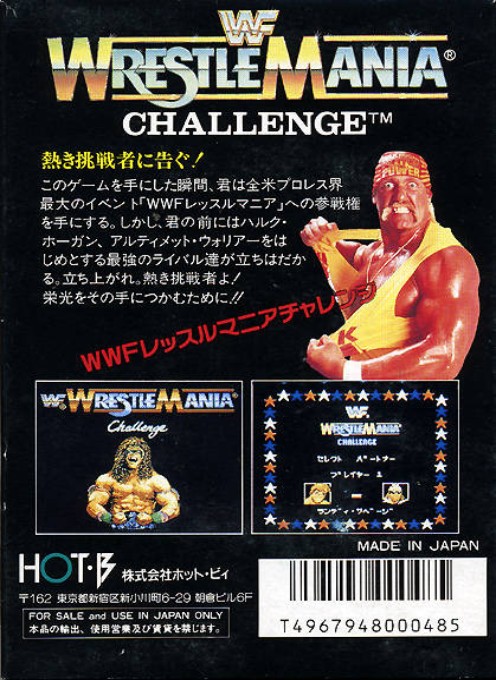 WWF
WRESTLEMANIA®
CHALLENGE™
熱き挑戦者に告ぐ!
このゲームを手にした瞬間、君は全米プロレス界
最大のイベント「WWFレッスルマニア」への参戦権
を手にする。しかし、君の前にはハルク・
ホーガン、アルティメット・ウォリアーをは
じめとする最強のライバル達が立ちはだか
る。立ち上がれ。熱き挑戦者よ!
栄光をその手につかむために!!
POWER
K
WWFレッスルマニアチャレンジ
WF WRESTLEMANIA
Challenge
WF
WRESTLEMANIA
CHALLENGE
セレクト パートナー
プレイヤー 1
ランディ・サベージ
MADE IN JAPAN
HOT・B 株式会社ホット・ビィ
〒162 東京都新宿区新小川町6-29 朝倉ビル6F
FOR SALE and USE IN JAPAN ONLY
本品の輸出、使用営業及び賃貸を禁じます。
T4967948000485